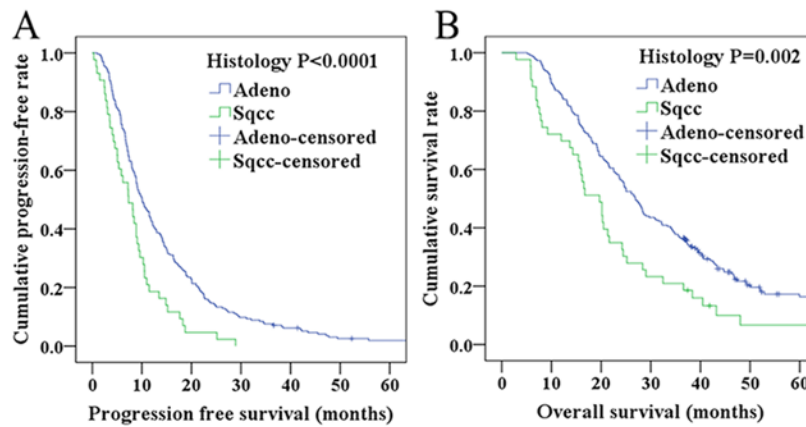 A
Cumulative progression-free rate
1.0
0.8
0.6
0.4
0.2
0.0
Histology P<0.0001
Adeno
Sqcc
Adeno-censored
Sqcc-censored
0 10 20 30 40 50 60
Progression free survival (months)
B
Cumulative survival rate
1.0
0.8
0.6
0.4
0.2
0.0
Histology P=0.002
Adeno
Sqcc
Adeno-censored
Sqcc-censored
0 10 20 30 40 50 60
Overall survival (months)